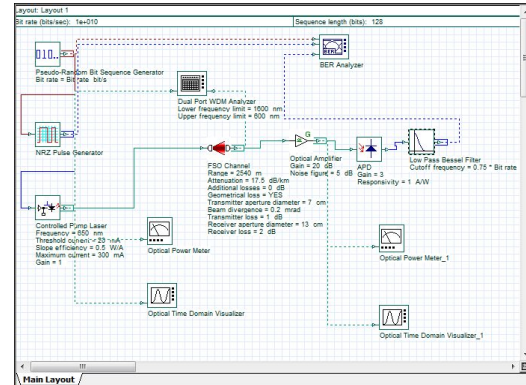 Layout: Layout 1
Bit rate (bits/sec): 1e+010
Sequence length (bits): 128
010..
Pseudo-Random Bit Sequence Generator
Bit rate = Bit rate bit/s
BER
BER Analyzer
Dual Port WDM Analyzer
Lower frequency limit = 1600 nm
Upper frequency limit = 600 nm
NRZ Pulse Generator
FSO Channel
Range = 2540 m
Attenuation = 17.5 dB/km
Additional losses = 0 dB
Geometrical loss = YES
Transmitter aperture diameter = 7 cm
Beam divergence = 0.2 mrad
Transmitter loss = 1 dB
Receiver aperture diameter = 13 cm
Receiver loss = 2 dB
G
Optical Amplifier
Gain = 20 dB
Noise figure = 5 dB
APD
Gain = 3
Responsivity = 1 A/W
Low Pass Bessel Filter
Cutoff frequency = 0.75 * Bit rate
Controlled Pump Laser
Frequency = 650 nm
Threshold current = 23 mA
Slope efficiency = 0.5 W/A
Maximum current = 300 mA
Gain = 1
Optical Power Meter
Optical Power Meter_1
Optical Time Domain Visualizer
Optical Time Domain Visualizer_1
Main Layout